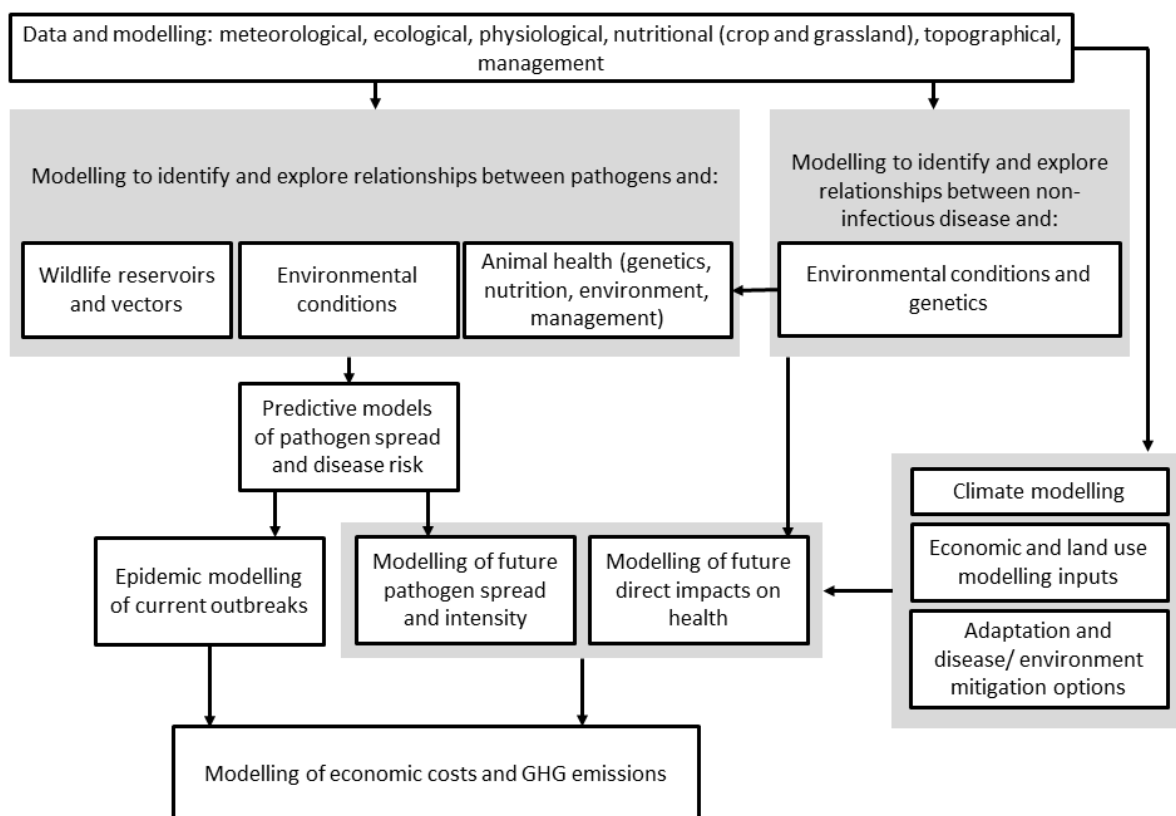 Data and modelling: meteorological, ecological, physiological, nutritional (crop and grassland), topographical,
management
Modelling to identify and explore relationships between pathogens and:
Wildlife reservoirs
and vectors
Environmental
conditions
Animal health (genetics,
nutrition, environment,
management)
Modelling to identify and explore
relationships between non-
infectious disease and:
Environmental conditions and
genetics
Predictive models
of pathogen spread
and disease risk
Epidemic modelling
of current outbreaks
Modelling of future
pathogen spread
and intensity
Modelling of future
direct impacts on
health
Climate modelling
Economic and land use
modelling inputs
Adaptation and
disease/ environment
mitigation options
Modelling of economic costs and GHG emissions